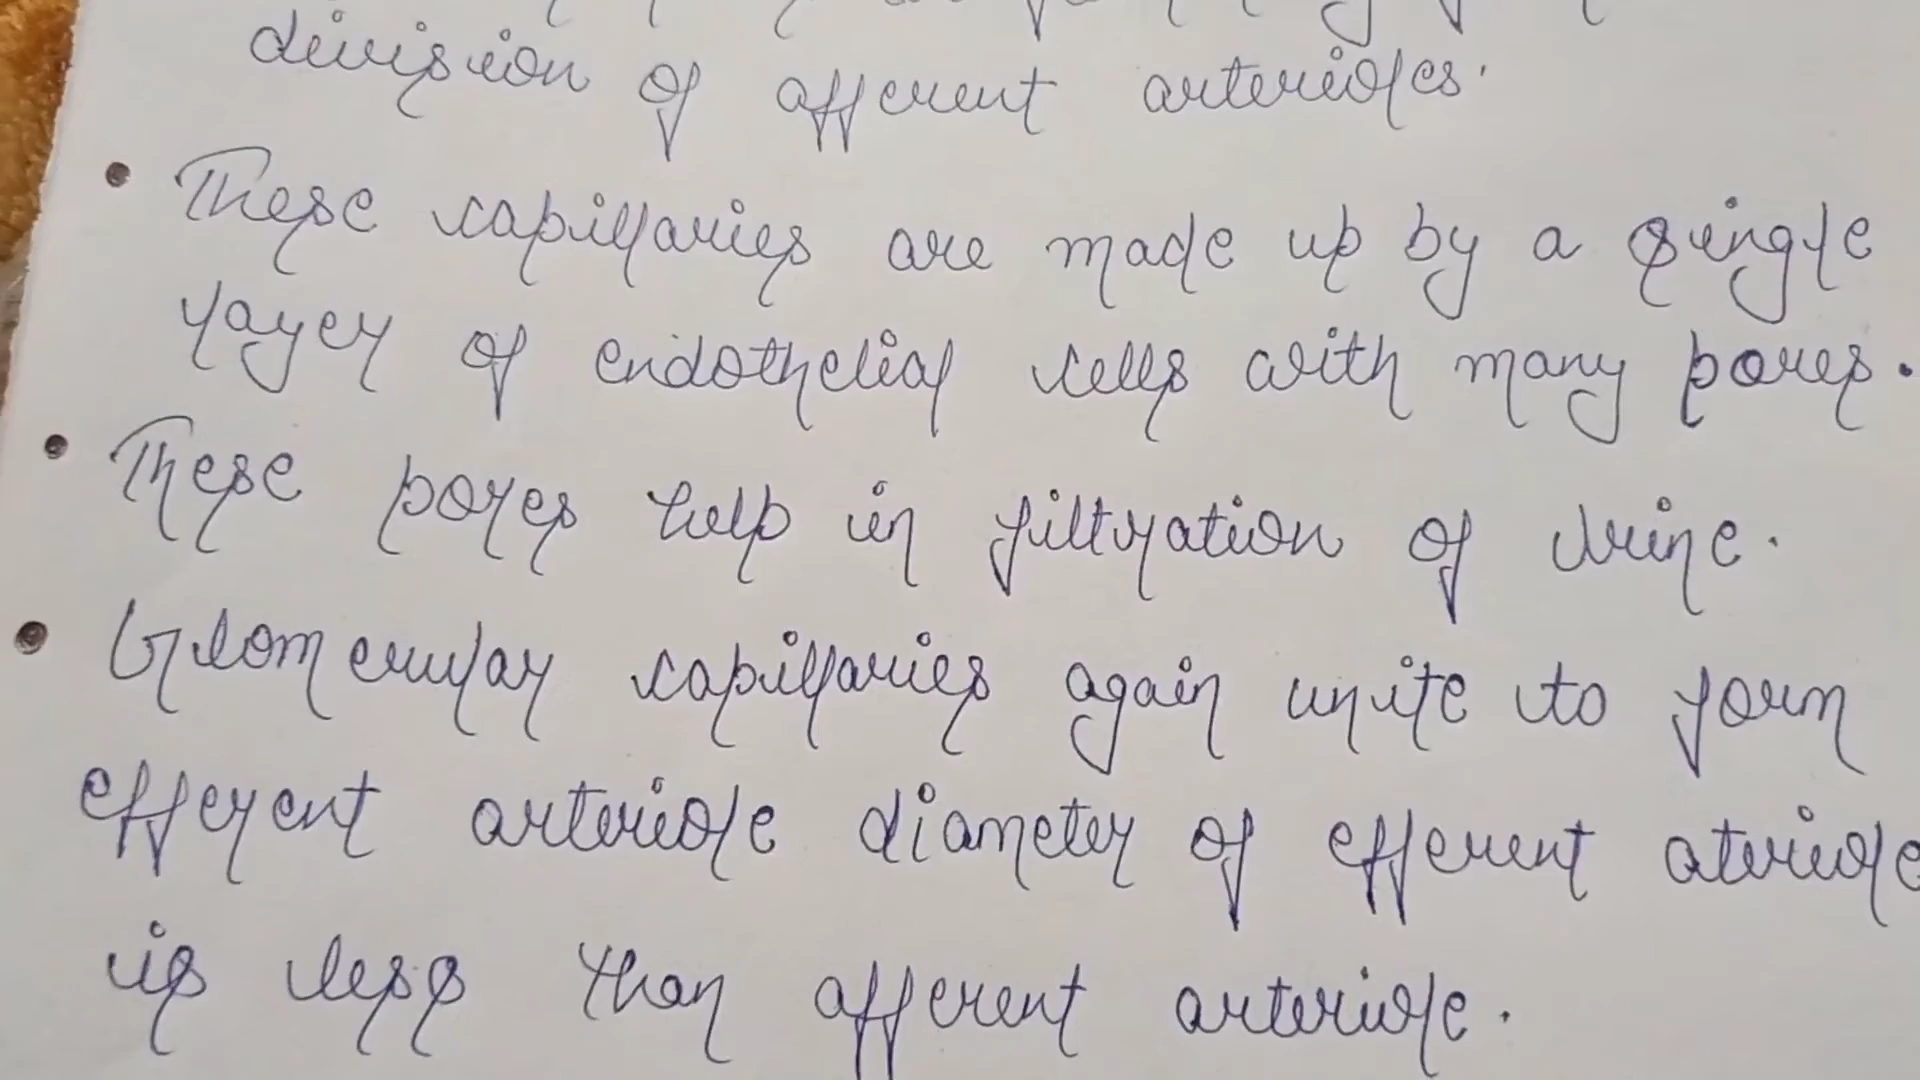 division of afferent arterioles.
• These capillaries are made up by a single
layer of endothelial cells with many pores.
• These pores help in filtration of urine.
• Glomerular capillaries again unite to form
efferent arteriole diameter of efferent ateriole
is less than afferent arteriole.